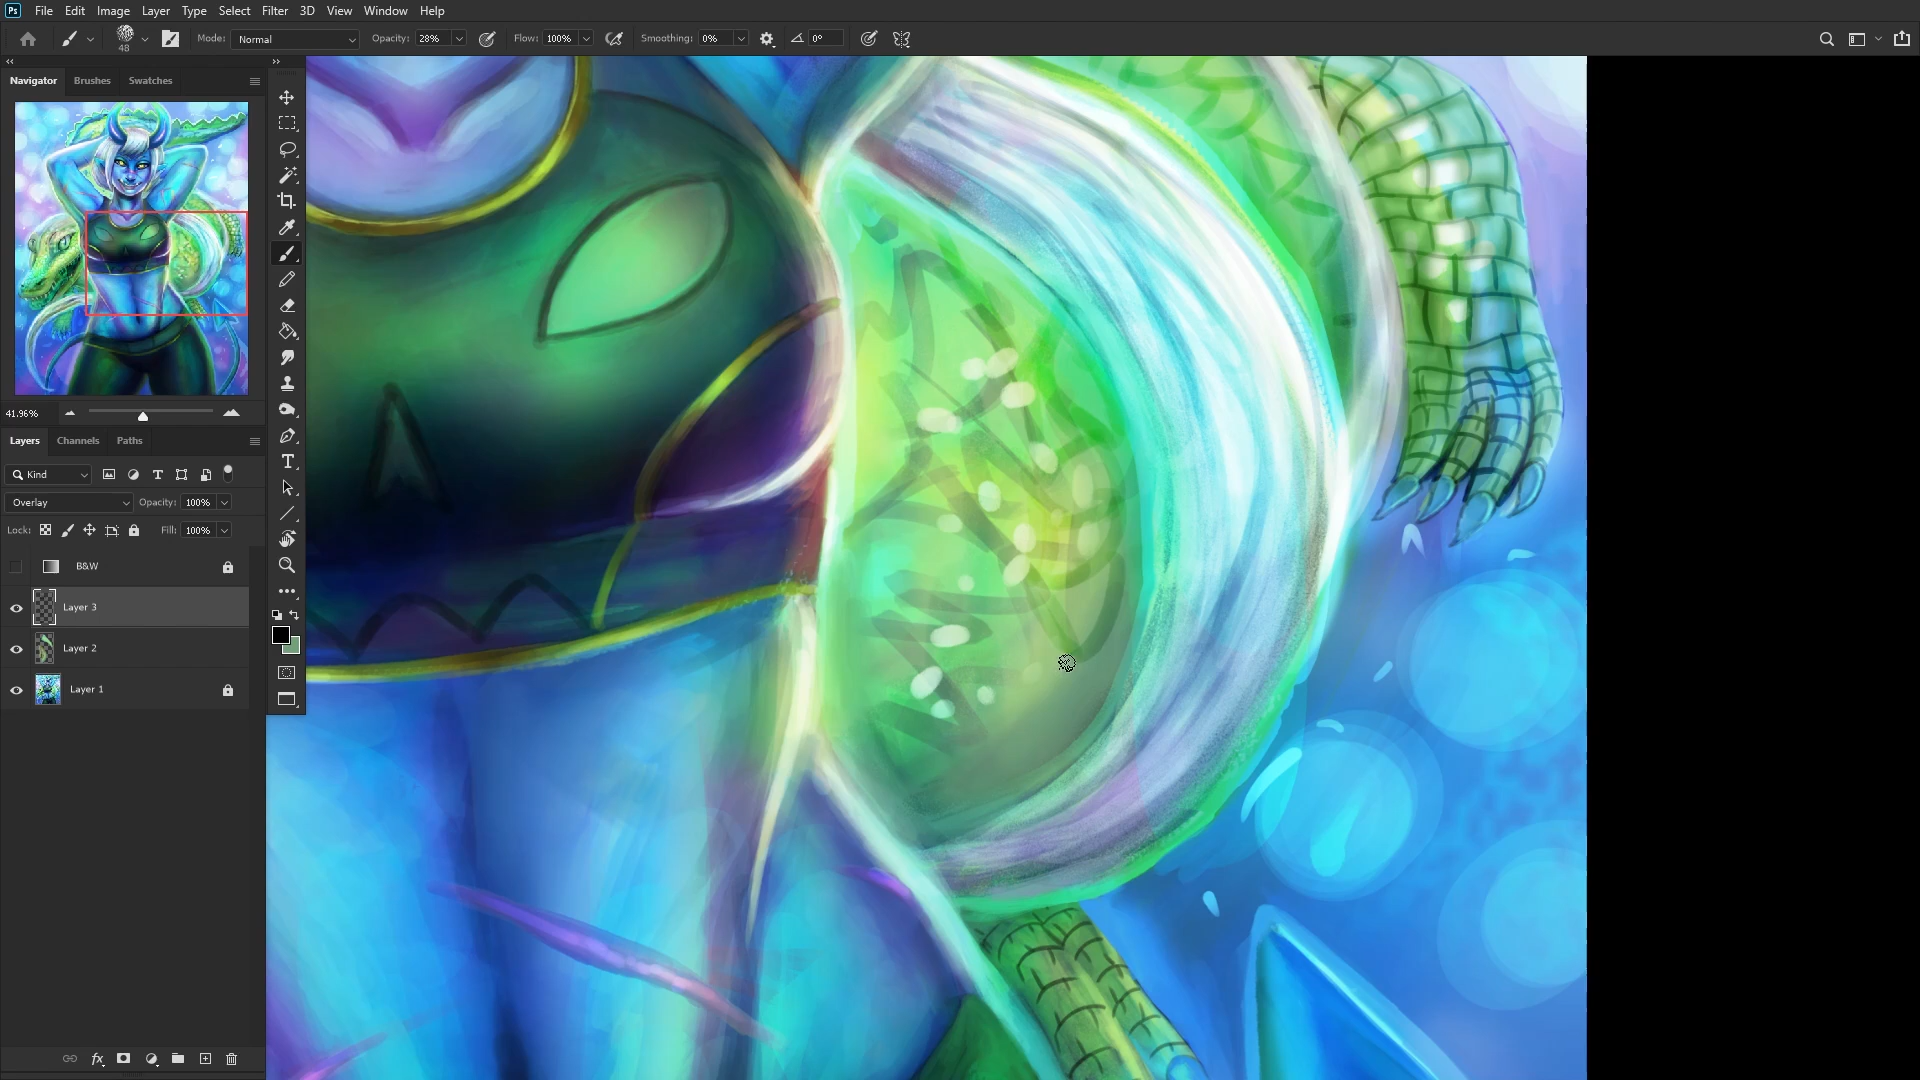 Ps File Edit Image Layer Type Select Filter 3D View Window Help
48 Mode: Normal Opacity: 28% Flow: 100% Smoothing: 0% 0°
Navigator Brushes Swatches
41.96%
Layers Channels Paths
Kind
Overlay Opacity: 100%
Lock: Fill: 100%
B&W
Layer 3
Layer 2
Layer 1
fx